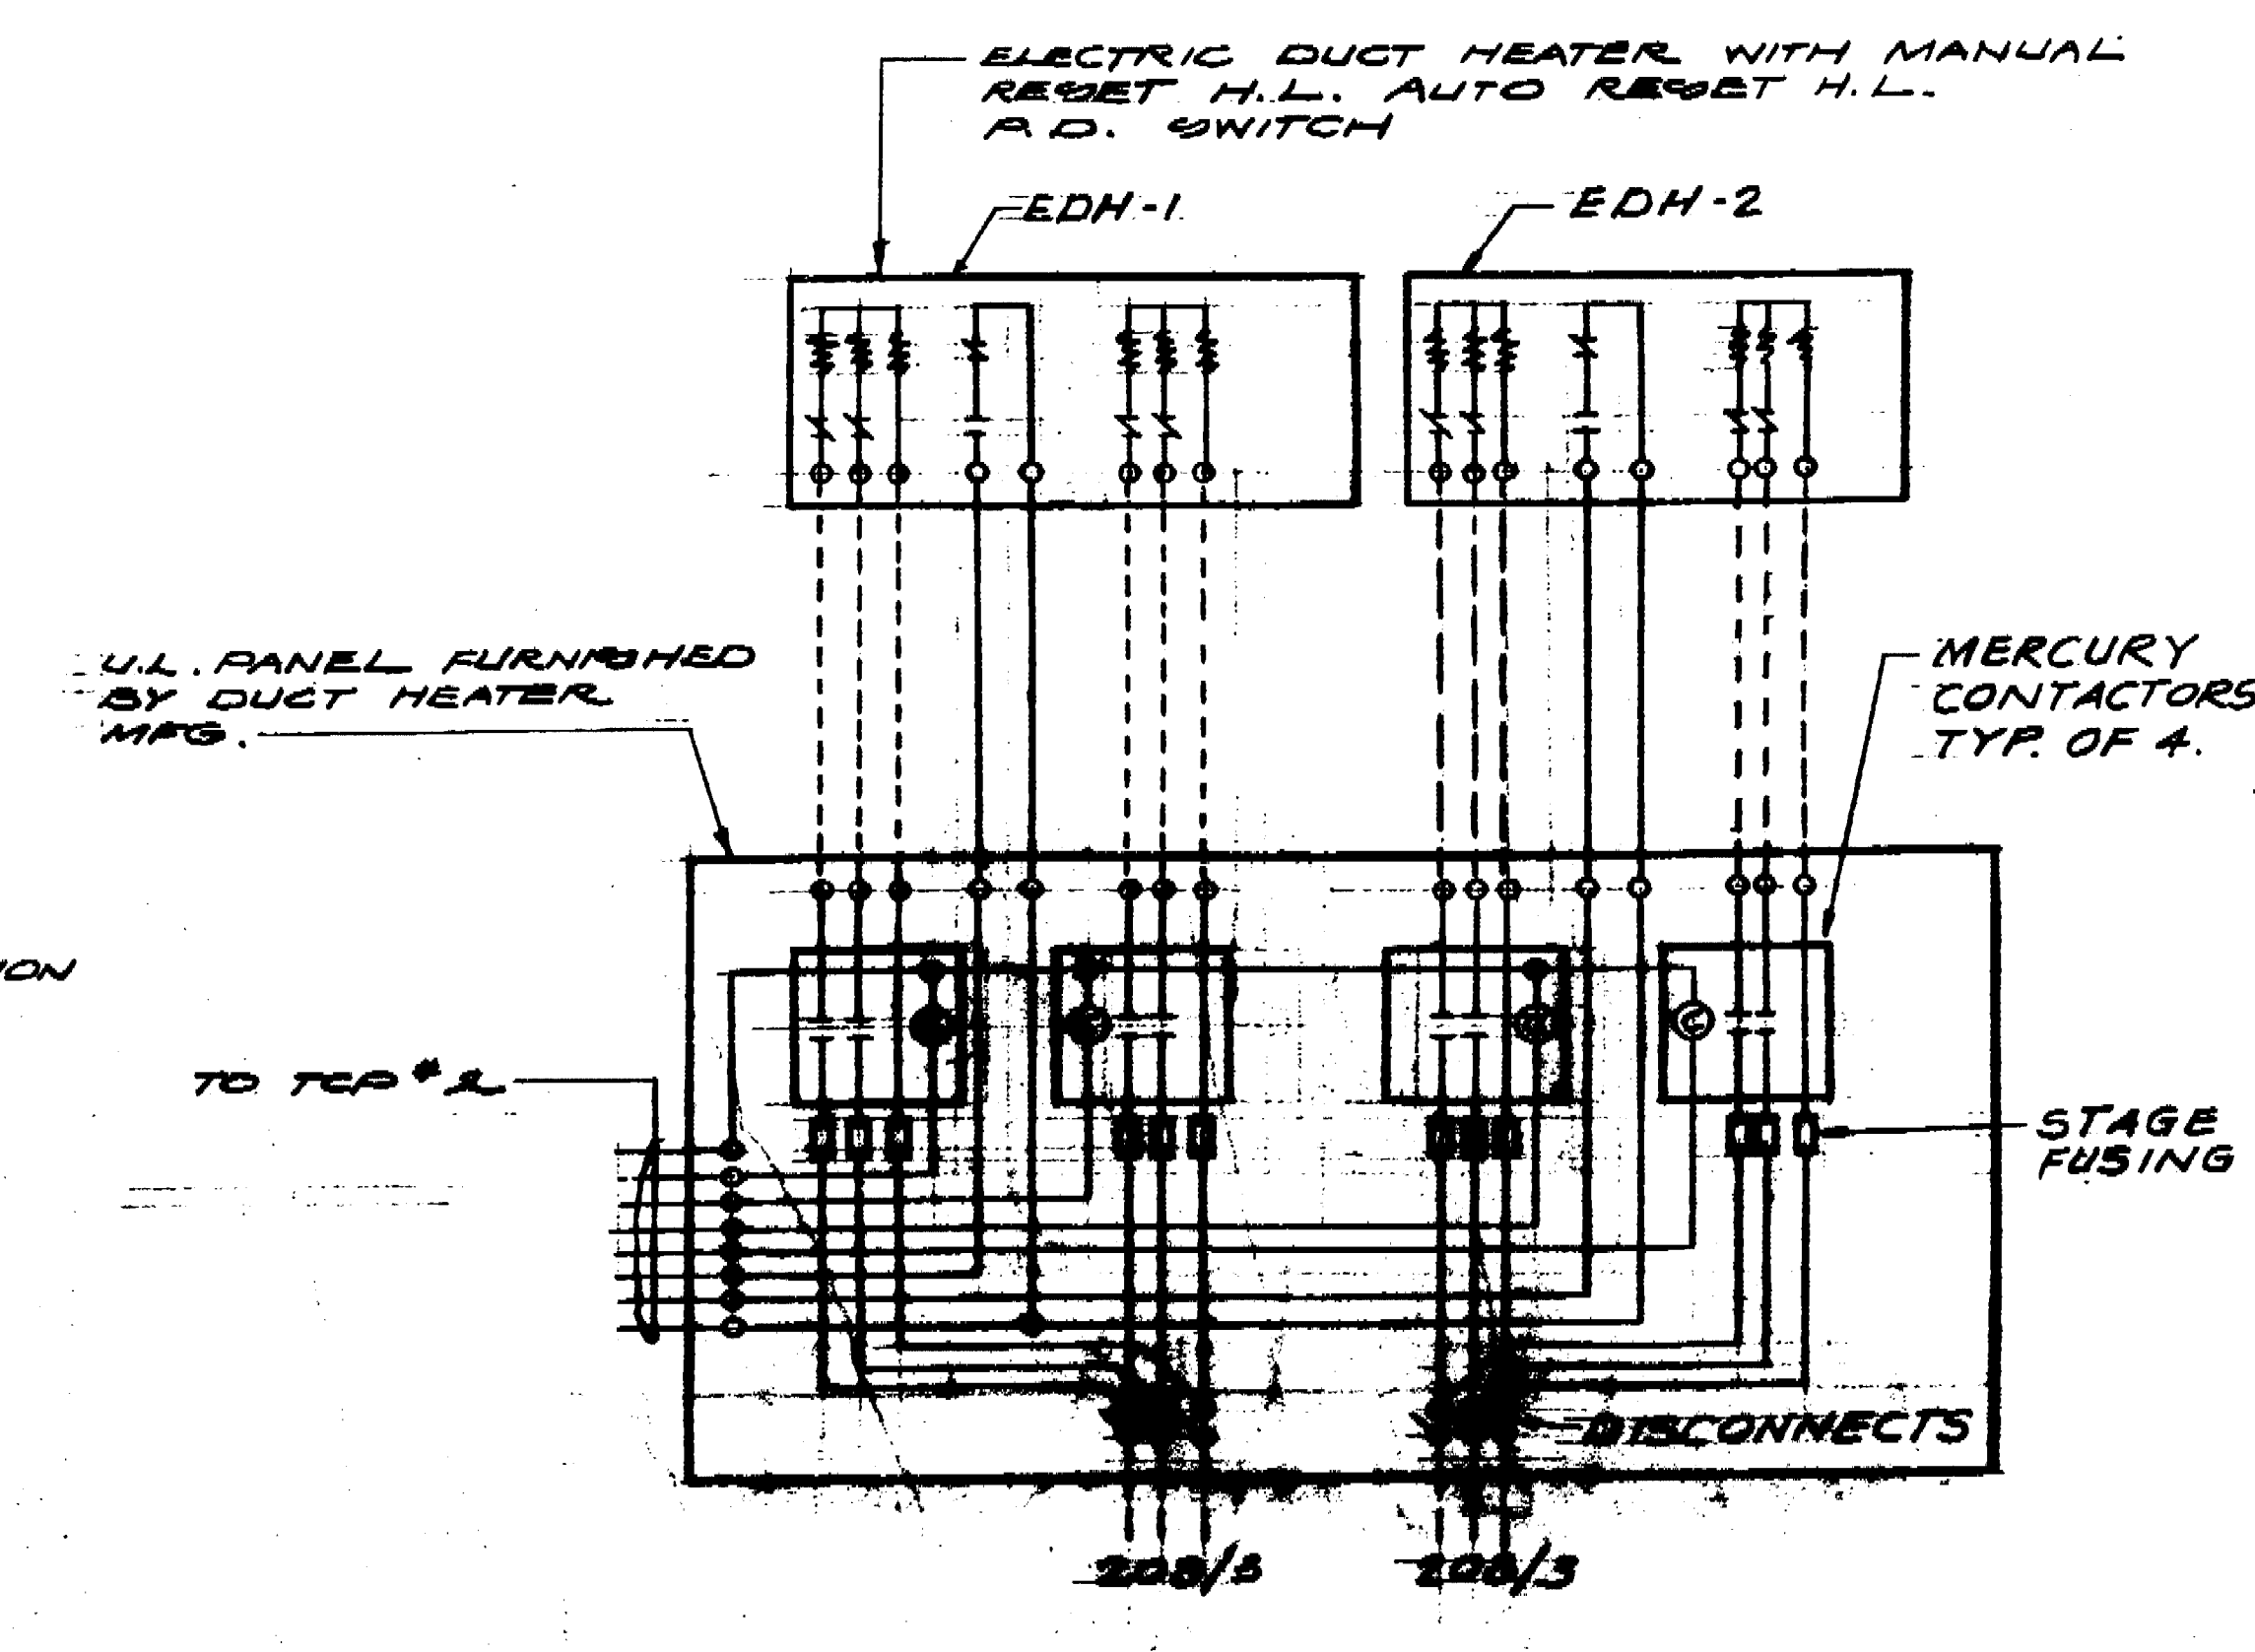 ELECTRIC DUCT HEATER WITH MANUAL
RESET H.L. AUTO RESET H.L.
P.D. SWITCH
EDH-1
EDH-2
U.L. PANEL FURNISHED
BY DUCT HEATER
MFG.
MERCURY
CONTACTORS
TYP. OF 4.
ION
TO TCP #2
STAGE
FUSING
DISCONNECTS
208/3
208/3